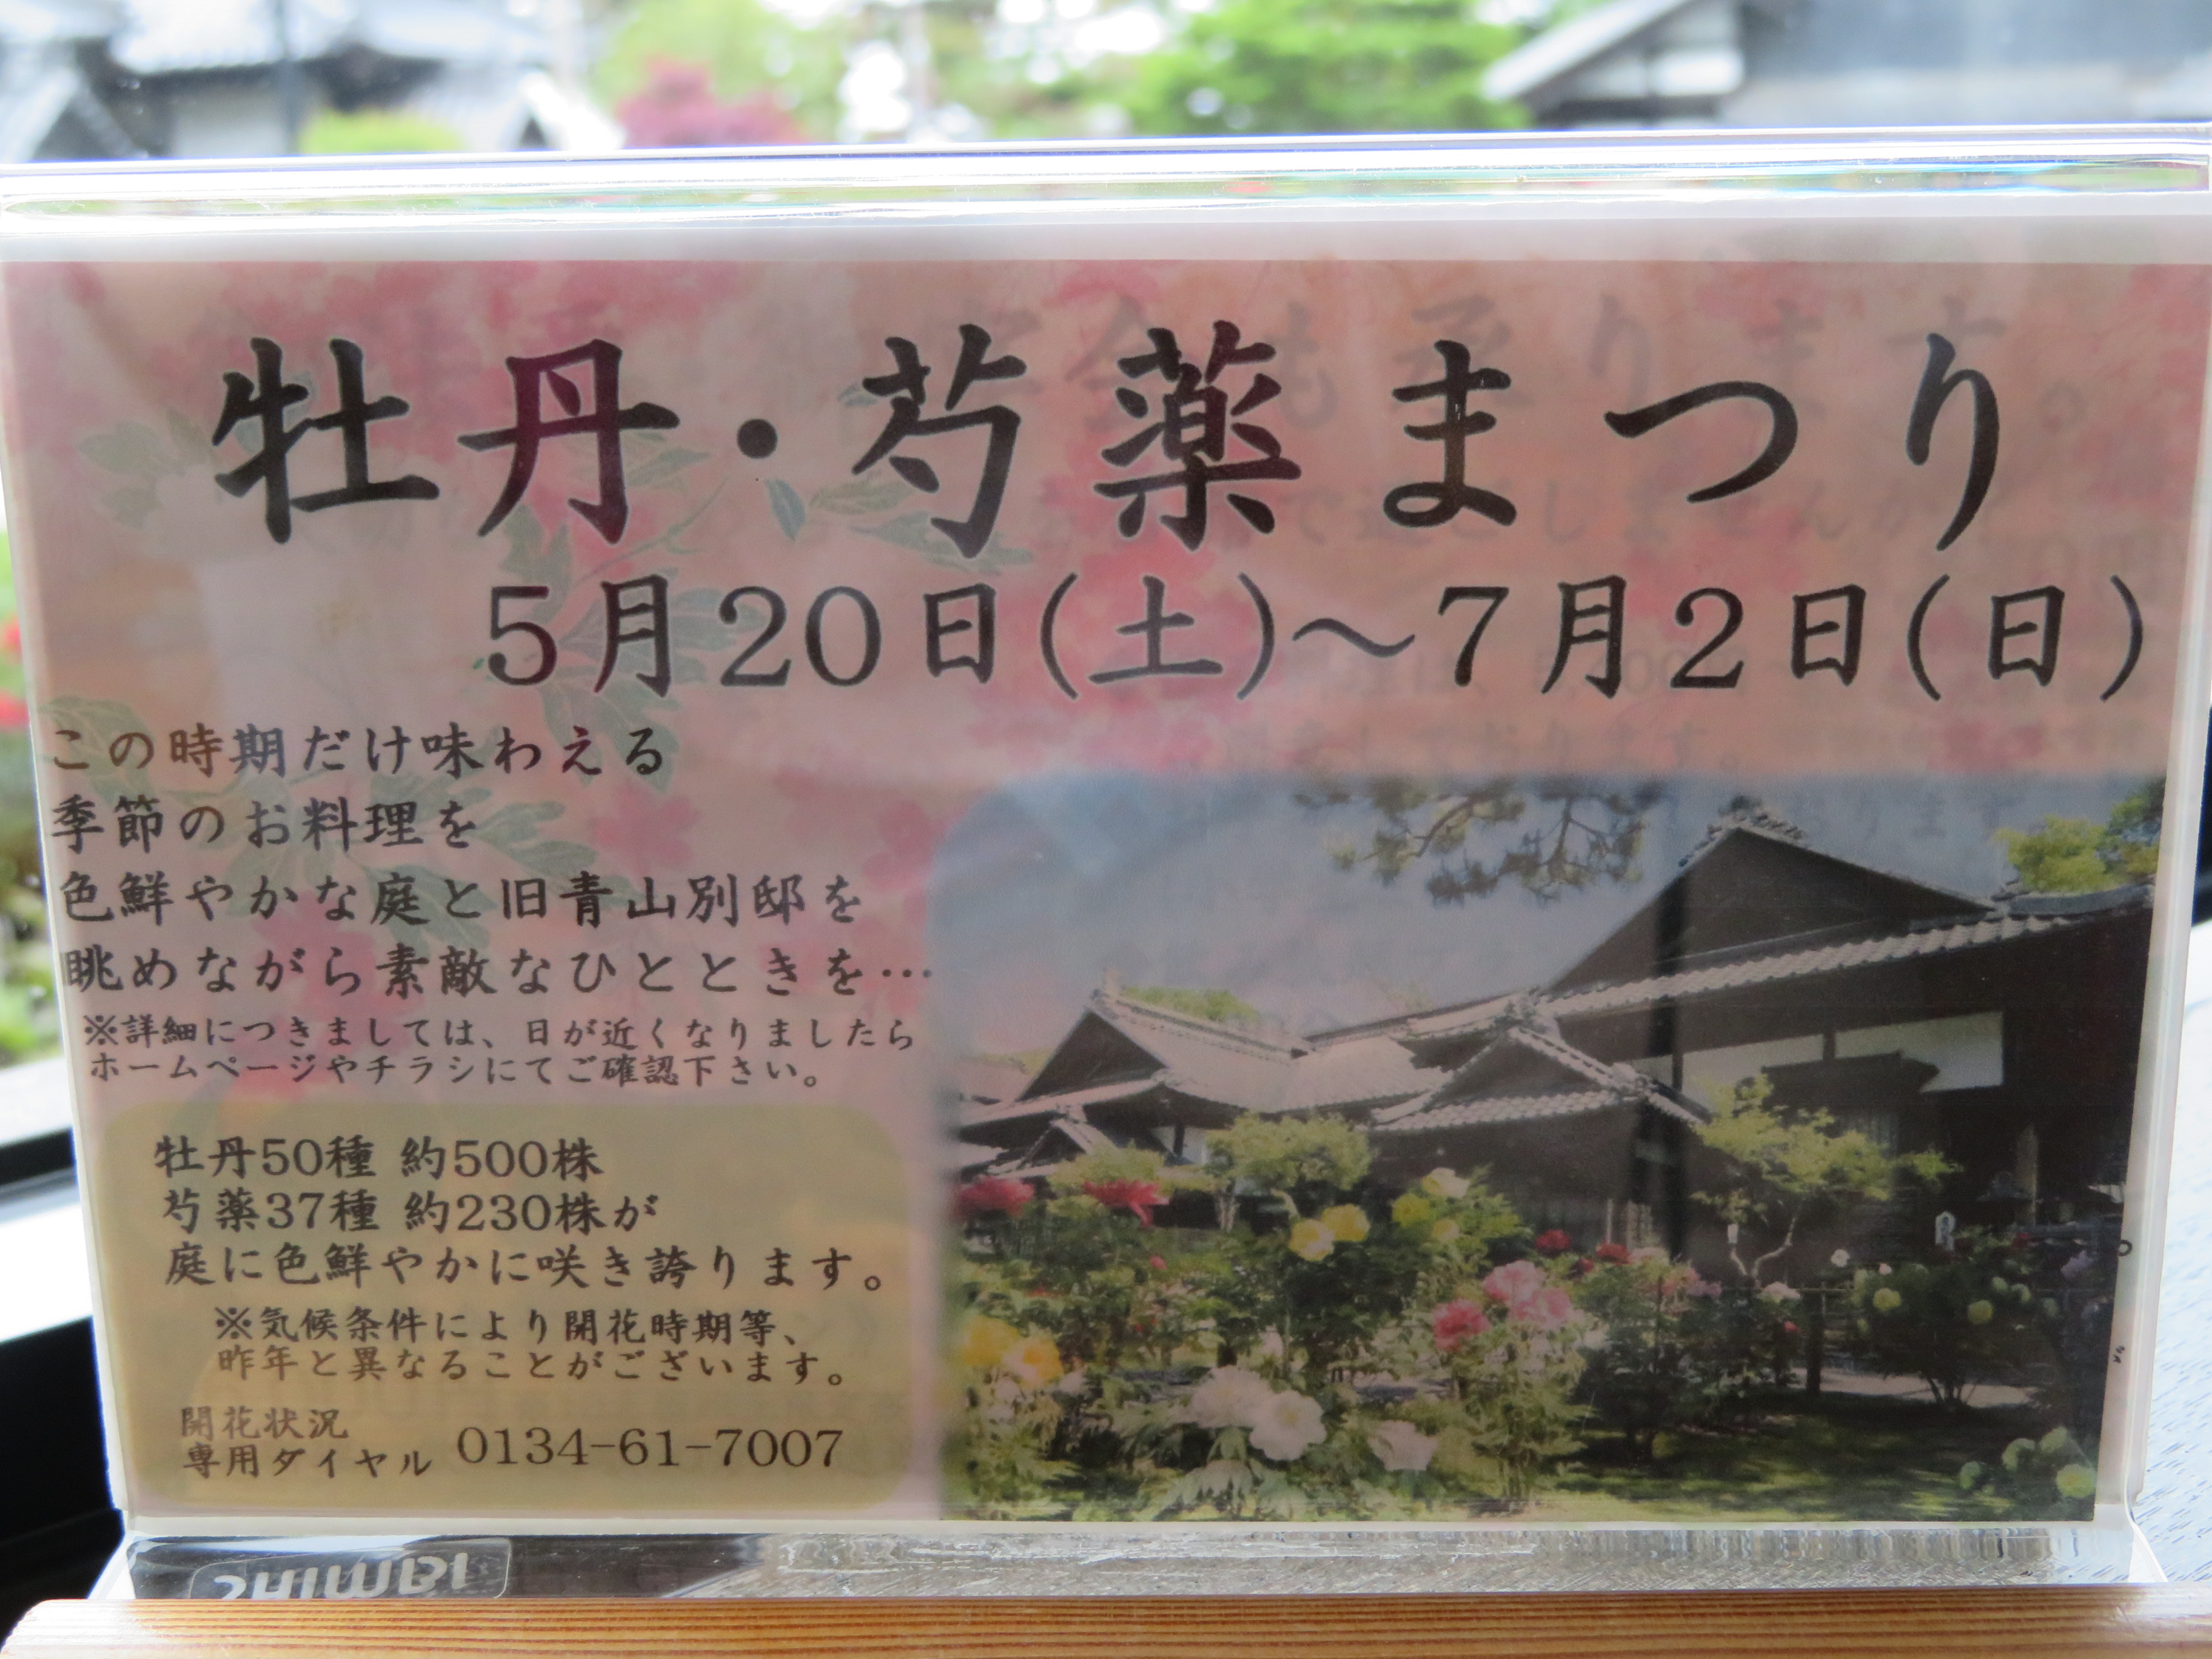 牡丹・芍薬まつり
5月20日(土)～7月2日(日)
この時期だけ味わえる
季節のお料理を
色鮮やかな庭と旧青山別邸を
眺めながら素敵なひとときを…
※詳細につきましては、日が近くなりましたら
ホームページやチラシにてご確認下さい。
牡丹50種 約500株
芍薬37種 約230株が
庭に色鮮やかに咲き誇ります。
※気候条件により開花時期等、
昨年と異なることがございます。
開花状況
専用ダイヤル 0134-61-7007